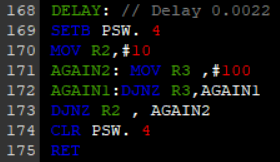 168 DELAY: // Delay 0.0022
169 SETB PSW. 4
170 MOV R2,#10
171 AGAIN2: MOV R3 ,#100
172 AGAIN1:DJNZ R3,AGAIN1
173 DJNZ R2 , AGAIN2
174 CLR PSW. 4
175 RET